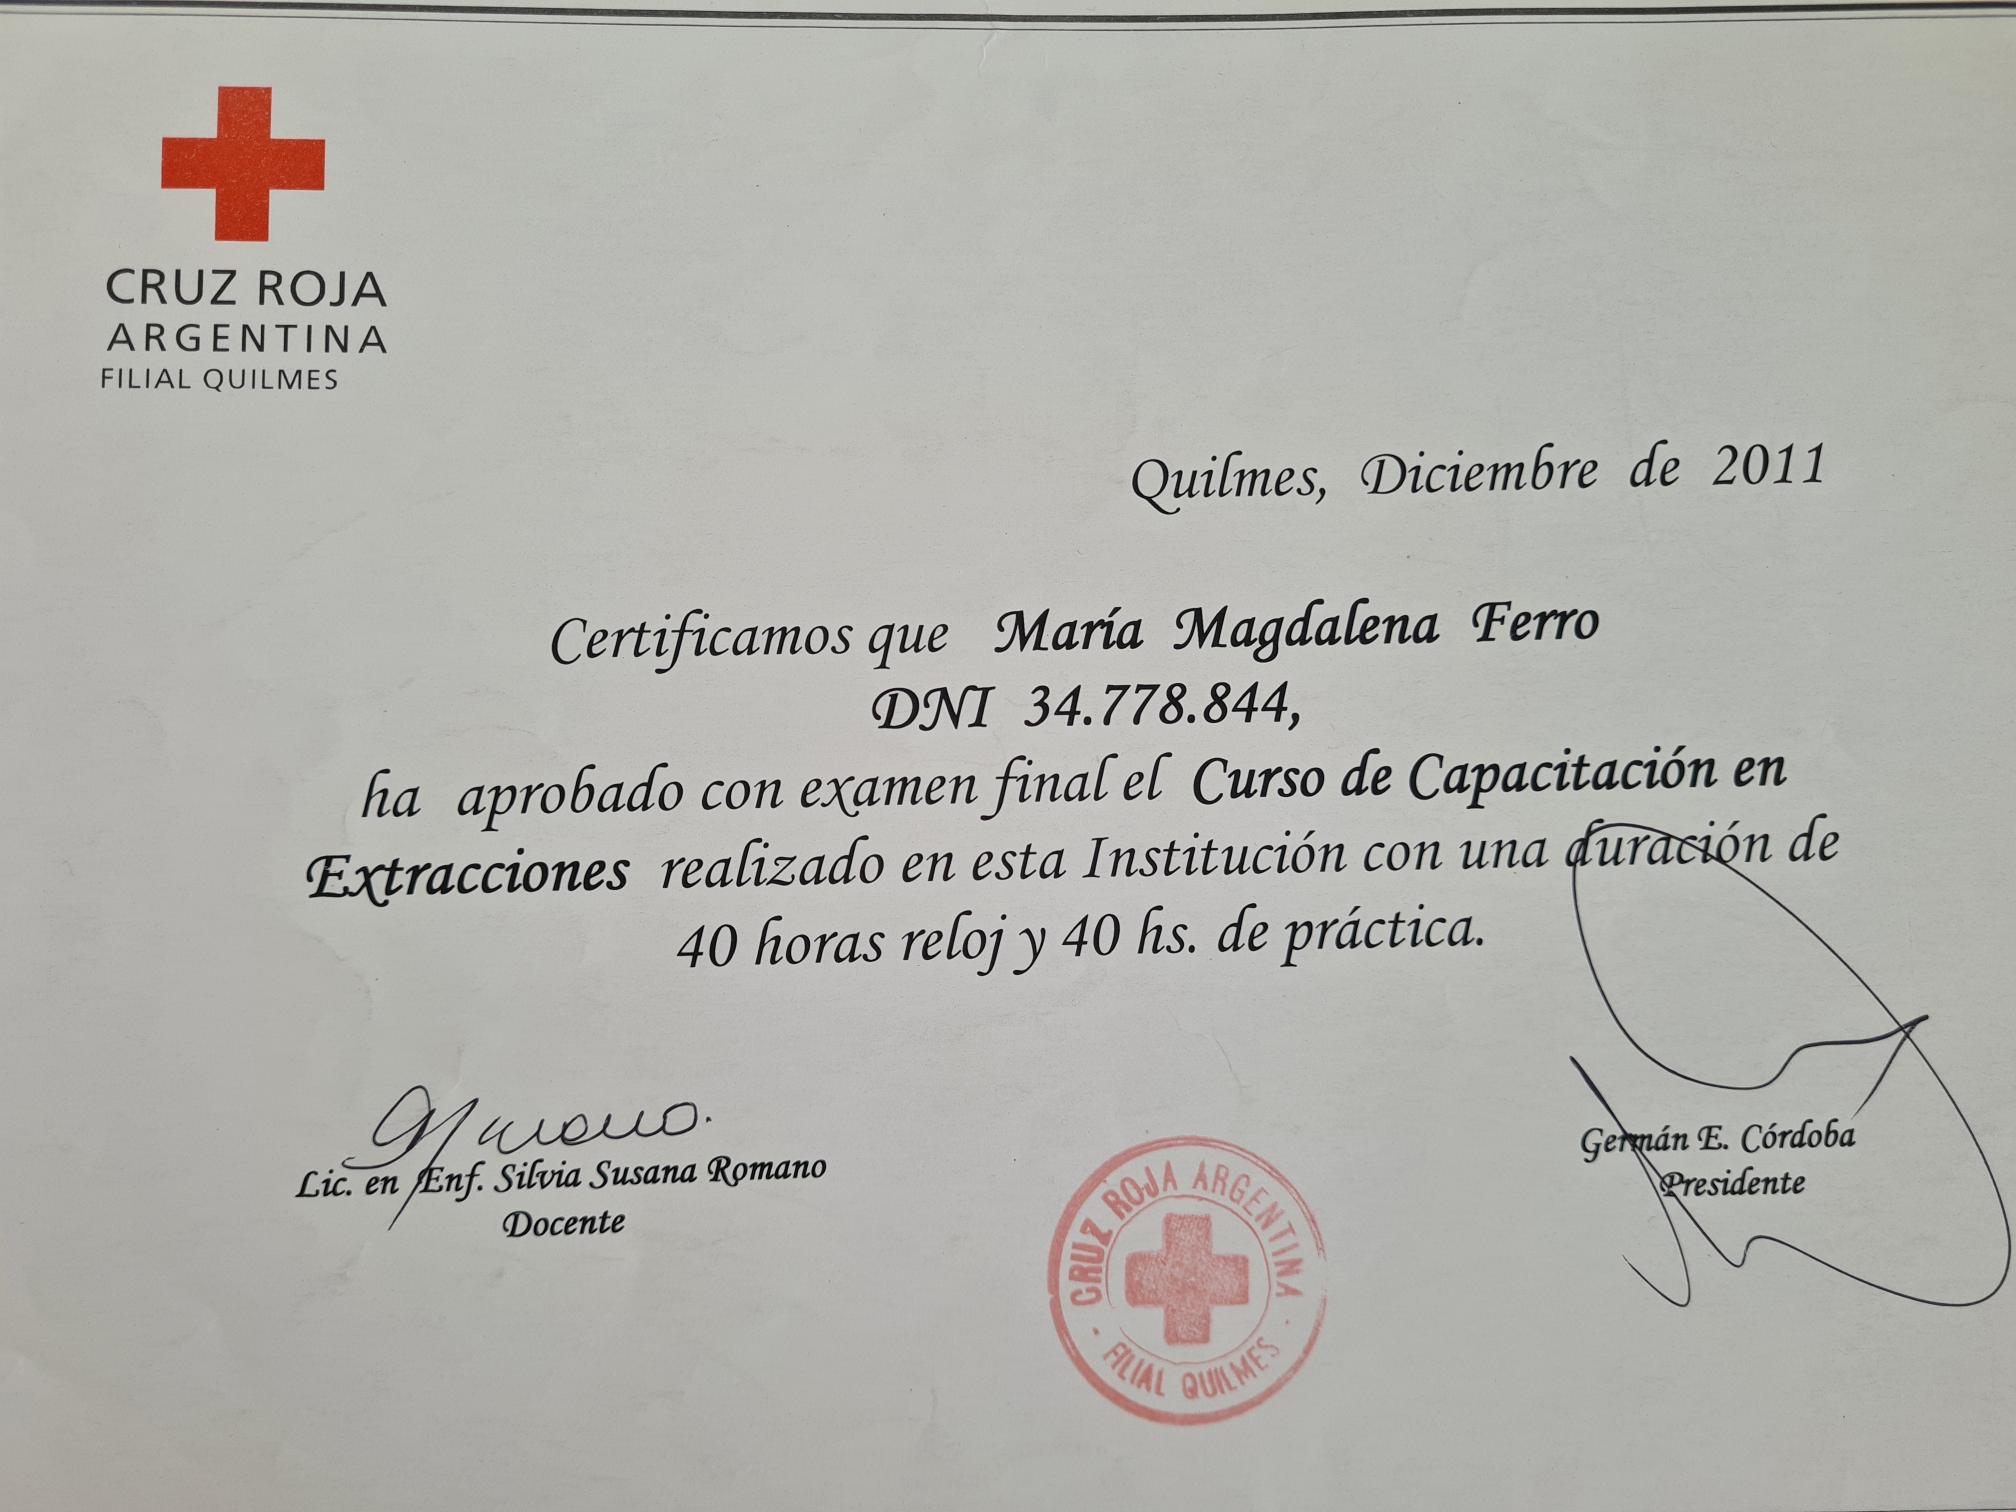 CRUZ ROJA
ARGENTINA
FILIAL QUILMES
Quilmes, Diciembre de 2011
Certificamos que María Magdalena Ferro
DNI 34.778.844,
ha aprobado con examen final el Curso de Capacitación en
Extracciones realizado en esta Institución con una duración de
40 horas reloj y 40 hs. de práctica.
Lic. en Enf. Silvia Susana Romano
Docente
Germán E. Córdoba
Presidente
CRUZ ROJA ARGENTINA
· FILIAL QUILMES ·